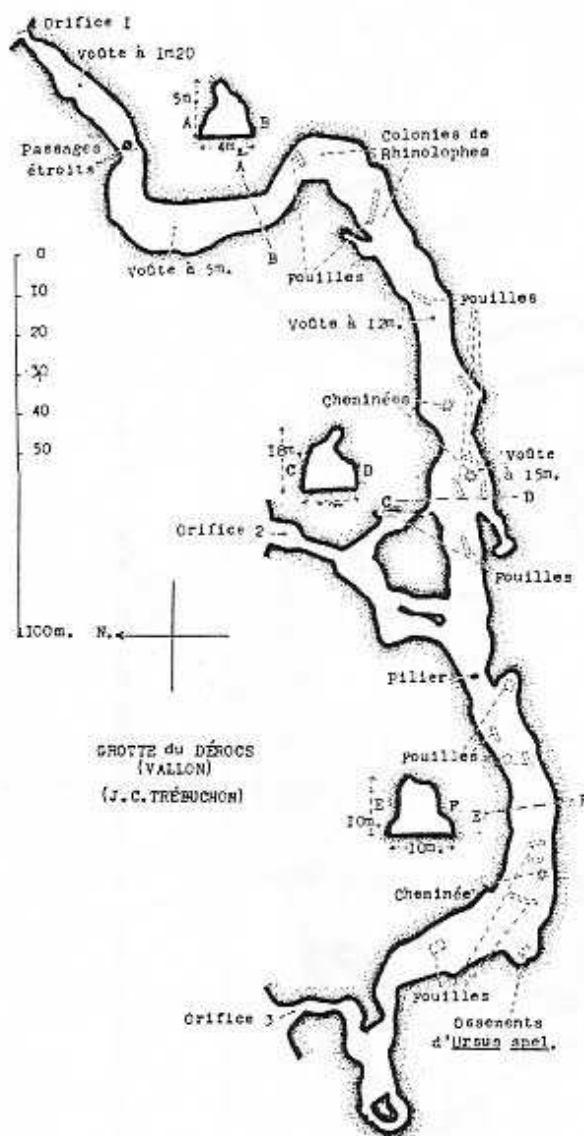 Orifice 1
Voûte à 1m20
5m.
A
B
4m.
Passages
étroits
Colonies de
Rhinolophes
A
B
Voûte à 5m.
Fouilles
0
10
20
30
40
50
100m.
Fouilles
Voûte à 12m.
Cheminées
18m.
C
D
Voûte
à 15m.
C
D
Orifice 2
Fouilles
N.
Pilier
GROTTE du DÉROCS
(VALLON)
(J.C.TRÉBUCHON)
Fouilles
E
F
10m.
10m.
E
F
Cheminée
Fouilles
Orifice 3
Ossements
d'Ursus spel.